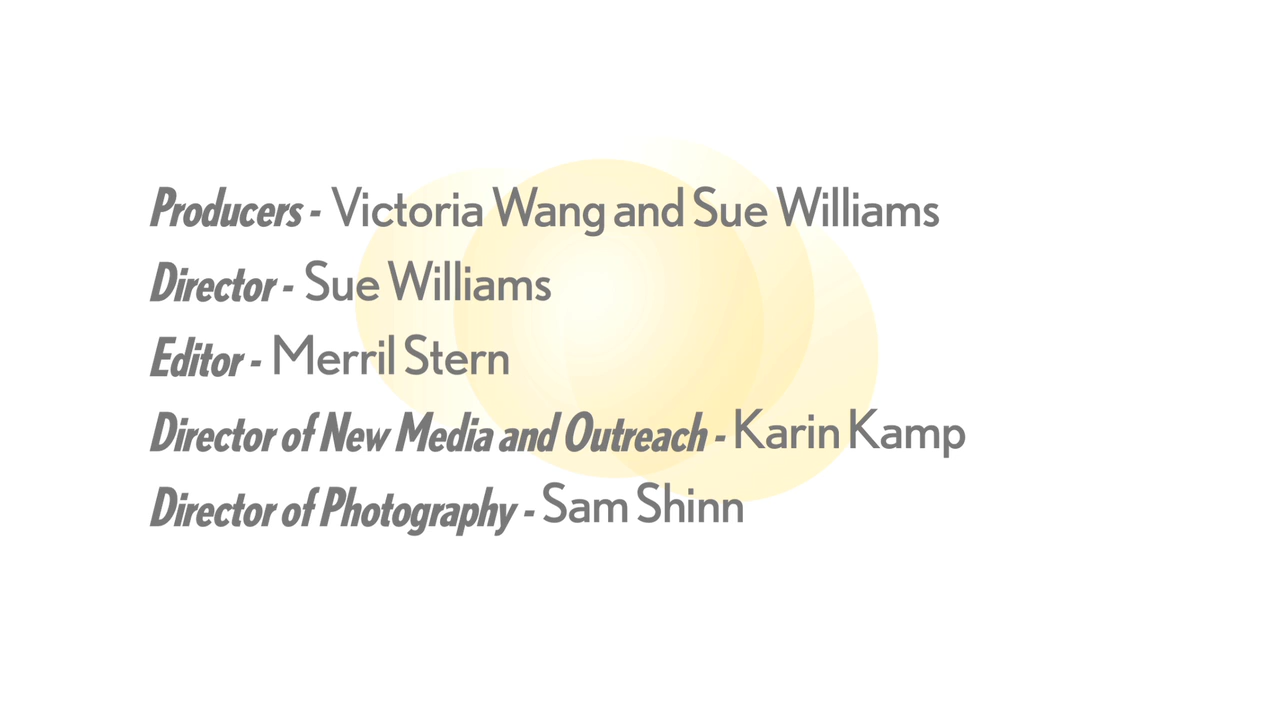 Producers - Victoria Wang and Sue Williams
Director - Sue Williams
Editor - Merril Stern
Director of New Media and Outreach - Karin Kamp
Director of Photography - Sam Shinn